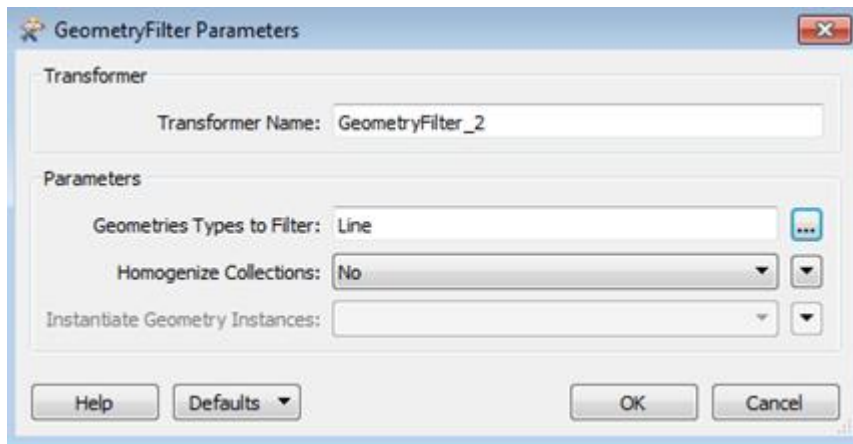 GeometryFilter Parameters
Transformer
Transformer Name: GeometryFilter_2
Parameters
Geometries Types to Filter: Line ...
Homogenize Collections: No
Instantiate Geometry Instances:
Help Defaults OK Cancel